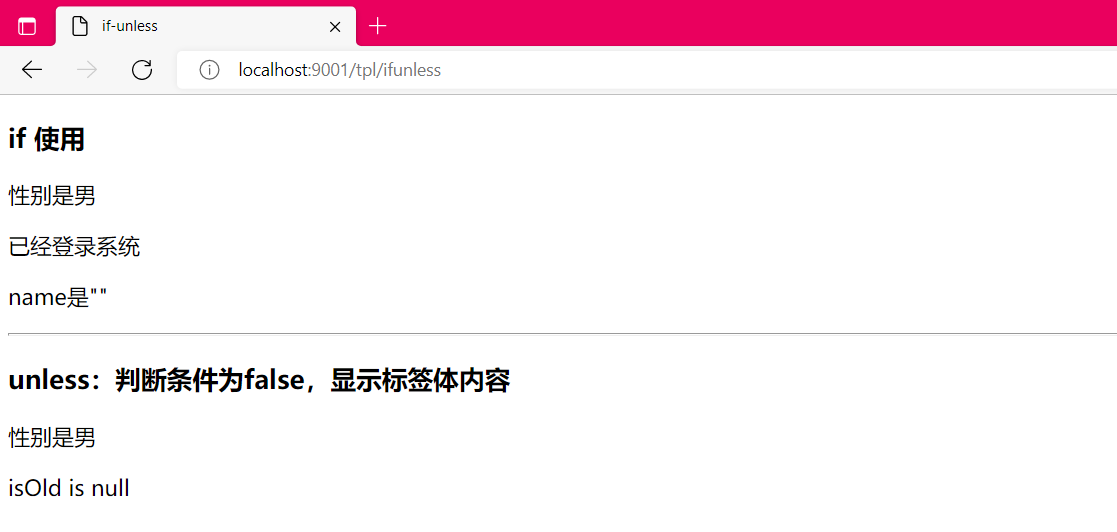 if-unless
localhost:9001/tpl/ifunless
if 使用
性别是男
已经登录系统
name是""
unless：判断条件为false，显示标签体内容
性别是男
isOld is null